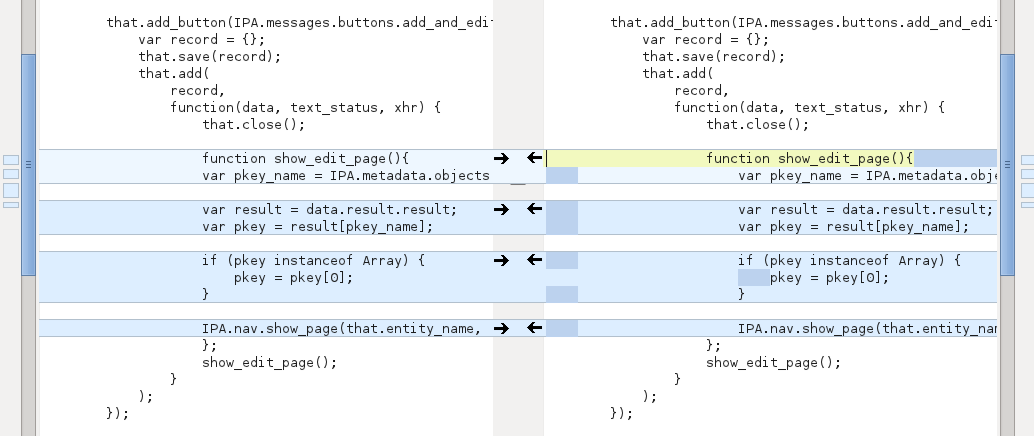 that.add_button(IPA.messages.buttons.add_and_edit
var record = {};
that.save(record);
that.add(
record,
function(data, text_status, xhr) {
that.close();
function show_edit_page(){
var pkey_name = IPA.metadata.objects
var result = data.result.result;
var pkey = result[pkey_name];
if (pkey instanceof Array) {
pkey = pkey[0];
}
IPA.nav.show_page(that.entity_name,
};
show_edit_page();
}
);
});
that.add_button(IPA.messages.buttons.add_and_edit
var record = {};
that.save(record);
that.add(
record,
function(data, text_status, xhr) {
that.close();
function show_edit_page(){
var pkey_name = IPA.metadata.obje
var result = data.result.result;
var pkey = result[pkey_name];
if (pkey instanceof Array) {
pkey = pkey[0];
}
IPA.nav.show_page(that.entity_nam
};
show_edit_page();
}
);
});